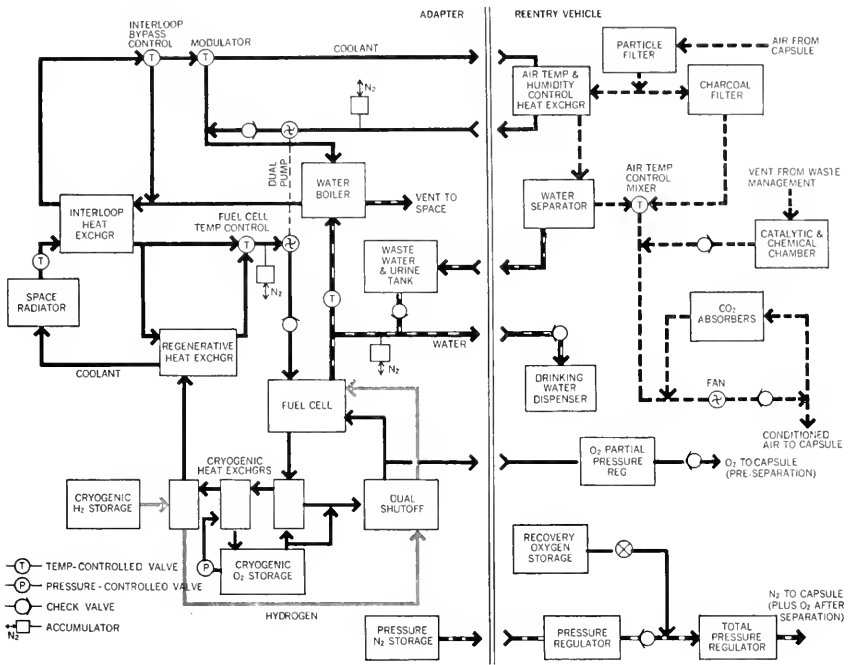 INTERLOOP
BYPASS
CONTROL
MODULATOR
COOLANT
ADAPTER
REENTRY VEHICLE
PARTICLE
FILTER
AIR FROM
CAPSULE
T
T
N₂
AIR TEMP &
HUMIDITY
CONTROL
HEAT EXCHGR
CHARCOAL
FILTER
DUAL
PUMP
WATER
BOILER
VENT TO
SPACE
WATER
SEPARATOR
AIR TEMP
CONTROL
MIXER
T
VENT FROM WASTE
MANAGEMENT
INTERLOOP
HEAT
EXCHGR
FUEL CELL
TEMP CONTROL
T
N₂
CATALYTIC &
CHEMICAL
CHAMBER
T
SPACE
RADIATOR
WASTE
WATER
& URINE
TANK
T
CO₂
ABSORBERS
REGENERATIVE
HEAT EXCHGR
WATER
N₂
COOLANT
DRINKING
WATER
DISPENSER
FAN
FUEL CELL
CONDITIONED
AIR TO CAPSULE
CRYOGENIC
HEAT EXCHGRS
O₂ PARTIAL
PRESSURE
REG
O₂ TO CAPSULE
(PRE-SEPARATION)
CRYOGENIC
H₂ STORAGE
DUAL
SHUTOFF
P
CRYOGENIC
O₂ STORAGE
RECOVERY
OXYGEN
STORAGE
T TEMP-CONTROLLED VALVE
P PRESSURE-CONTROLLED VALVE
CHECK VALVE
N₂ ACCUMULATOR
HYDROGEN
PRESSURE
N₂ STORAGE
PRESSURE
REGULATOR
TOTAL
PRESSURE
REGULATOR
N₂ TO CAPSULE
(PLUS O₂ AFTER
SEPARATION)